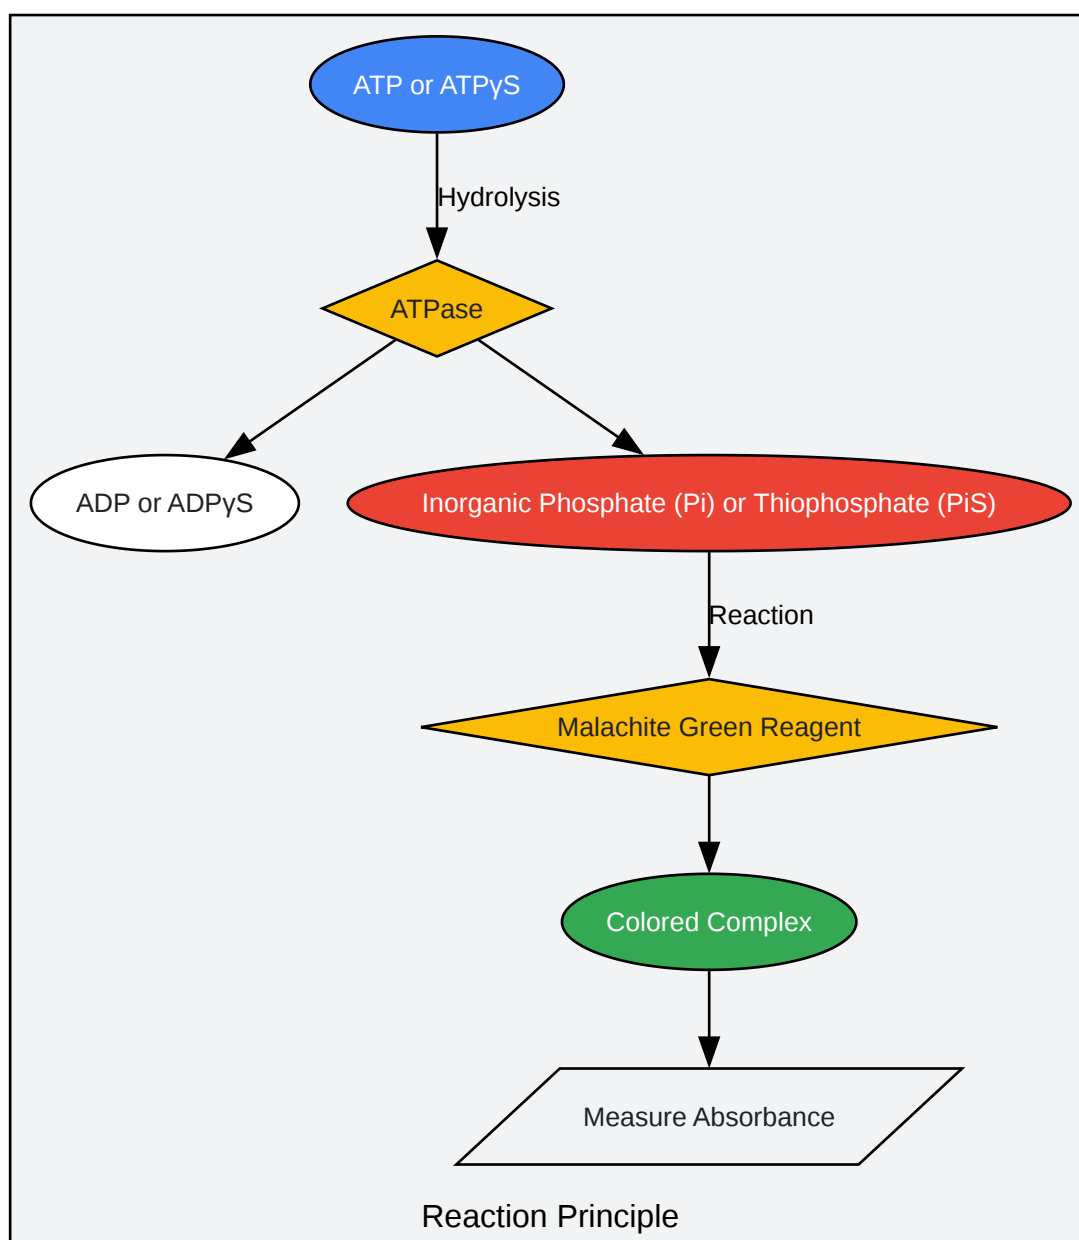 ATP or ATPγS
Hydrolysis
ATPase
ADP or ADPγS
Inorganic Phosphate (Pi) or Thiophosphate (PiS)
Reaction
Malachite Green Reagent
Colored Complex
Measure Absorbance
Reaction Principle